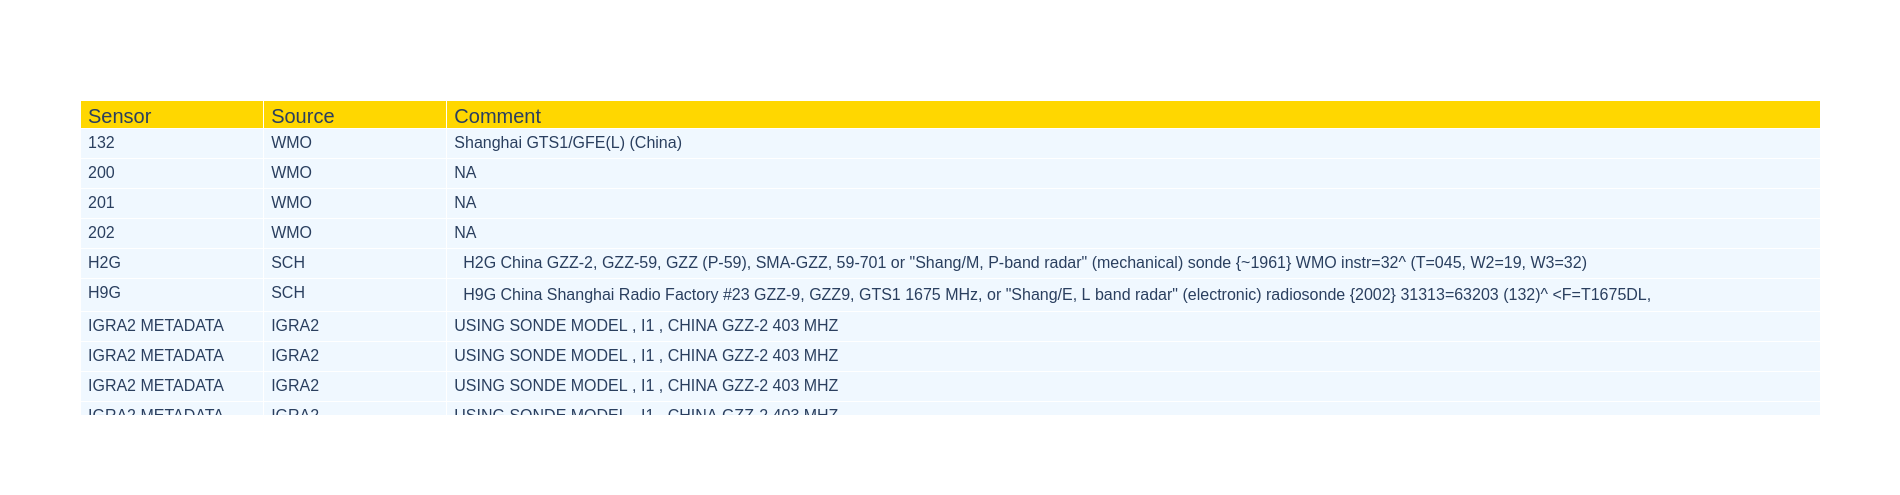 Sensor Source Comment
132 WMO Shanghai GTS1/GFE(L) (China)
200 WMO NA
201 WMO NA
202 WMO NA
H2G SCH H2G China GZZ-2, GZZ-59, GZZ (P-59), SMA-GZZ, 59-701 or "Shang/M, P-band radar" (mechanical) sonde {~1961} WMO instr=32^ (T=045, W2=19, W3=32)
H9G SCH H9G China Shanghai Radio Factory #23 GZZ-9, GZZ9, GTS1 1675 MHz, or "Shang/E, L band radar" (electronic) radiosonde {2002} 31313=63203 (132)^ <F=T1675DL,
IGRA2 METADATA IGRA2 USING SONDE MODEL , I1 , CHINA GZZ-2 403 MHZ
IGRA2 METADATA IGRA2 USING SONDE MODEL , I1 , CHINA GZZ-2 403 MHZ
IGRA2 METADATA IGRA2 USING SONDE MODEL , I1 , CHINA GZZ-2 403 MHZ
IGRA2 METADATA IGRA2 USING SONDE MODEL , I1 , CHINA GZZ-2 403 MHZ